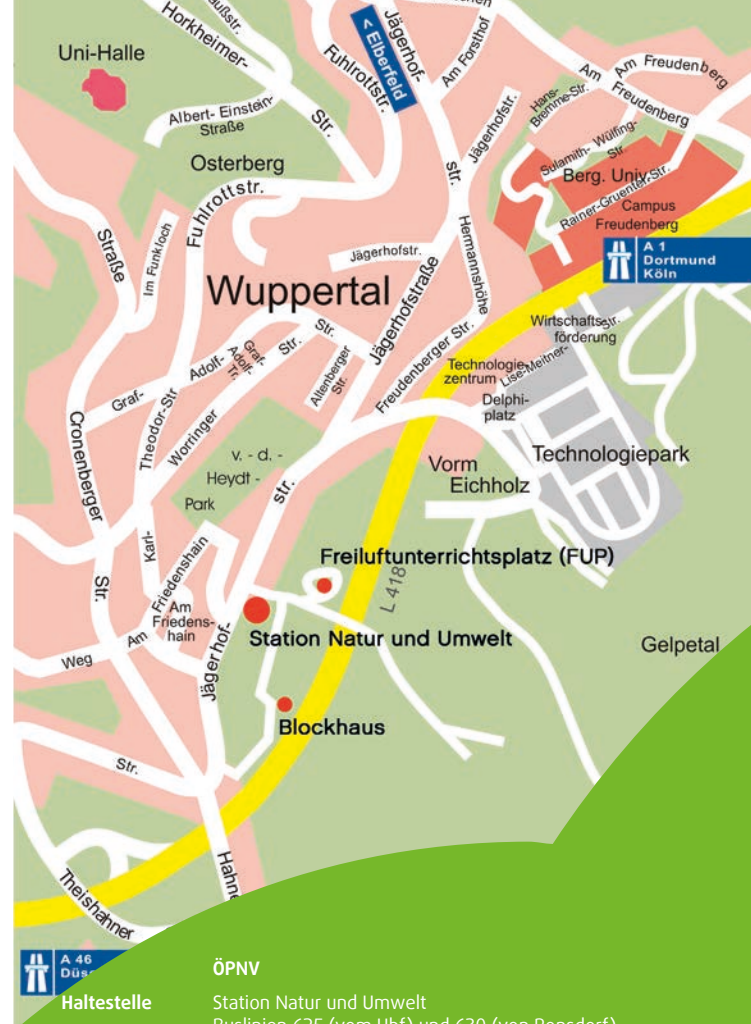 Horkheimer-
Str.
Uni-Halle
< Elberfeld
Jägerhof-
str.
Fuhlrottstr.
Am Forsthof
Am Freudenberg
Am
Freudenberg
Albert- Einstein-
Straße
Hans-
Bremme-Str.
Jägerhofstr.
Sulamith- Wülfing-
Str.
Osterberg
Berg. Univ.
Rainer-Gruenter-Str.
Campus
Freudenberg
Fuhlrottstr.
Straße
Im Funkloch
Jägerhofstr.
Hermannshöhe
A 1
Dortmund
Köln
Wuppertal
Jägerhofstraße
Wirtschafts-
förderung
str.
Graf-
Adolf-
Str.
Str.
Graf-
Adolf-
Tr.
Altenberger
Str.
Freudenberger Str.
Technologie-
zentrum
Lise-Meitner-
Delphi-
platz
Cronenberger
Str.
Theodor-Str
Karl-
Worringer
v. - d. -
Heydt -
Park
str.
Vorm
Eichholz
Technologiepark
Freiluftunterrichtsplatz (FUP)
L 418
Friedenshain
Am
Am
Friedens-
hain
Weg
Jägerhof-
Station Natur und Umwelt
Gelpetal
Blockhaus
Str.
Theishahner
A 46
ÖPNV
Haltestelle
Station Natur und Umwelt